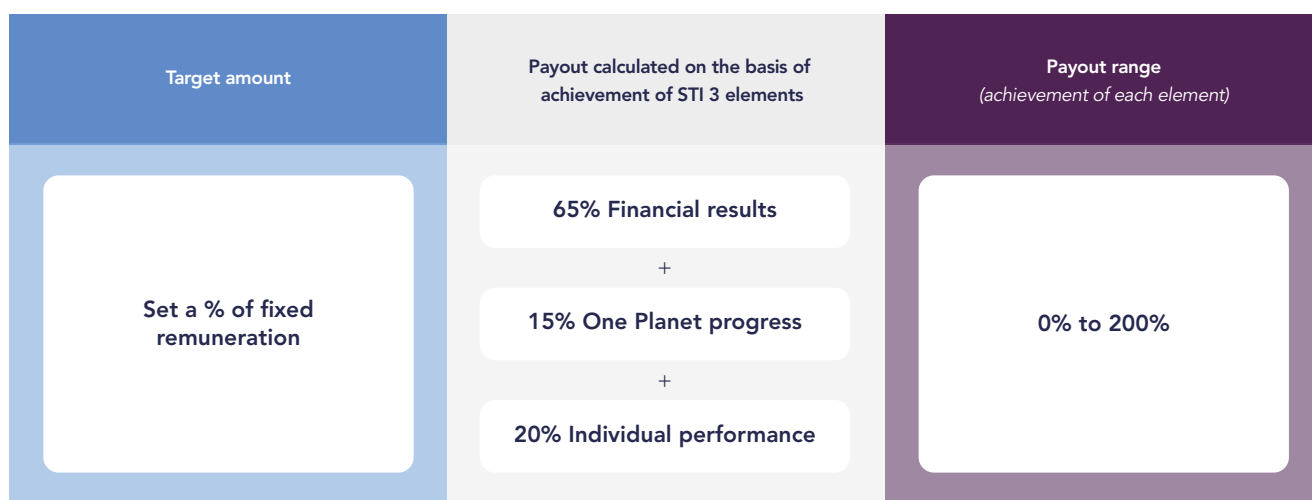 Target amount
Payout calculated on the basis of
achievement of STI 3 elements
Payout range
(achievement of each element)
Set a % of fixed
remuneration
65% Financial results
+
15% One Planet progress
+
20% Individual performance
0% to 200%